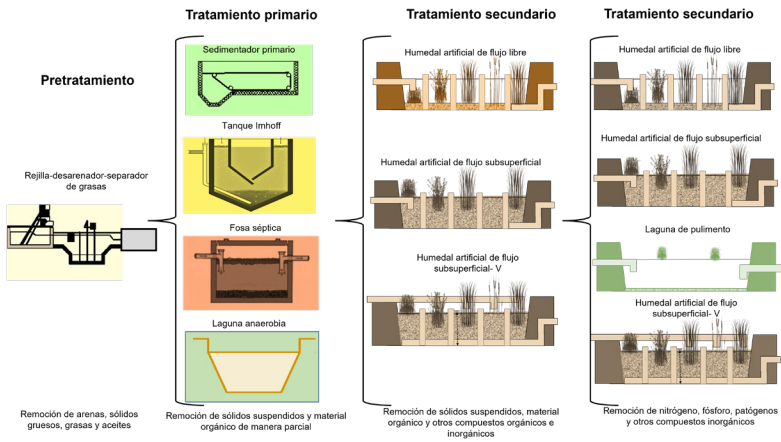 Pretratamiento
Rejilla-desarenador-separador
de grasas
Remoción de arenas, sólidos
gruesos, grasas y aceites
Tratamiento primario
Sedimentador primario
Tanque Imhoff
Fosa séptica
Laguna anaerobia
Remoción de sólidos suspendidos y material
orgánico de manera parcial
Tratamiento secundario
Humedal artificial de flujo libre
Humedal artificial de flujo subsuperficial
Humedal artificial de flujo
subsuperficial- V
Remoción de sólidos suspendidos, material
orgánico y otros compuestos orgánicos e
inorgánicos
Tratamiento secundario
Humedal artificial de flujo libre
Humedal artificial de flujo subsuperficial
Laguna de pulimento
Humedal artificial de flujo
subsuperficial- V
Remoción de nitrógeno, fósforo, patógenos
y otros compuestos inorgánicos